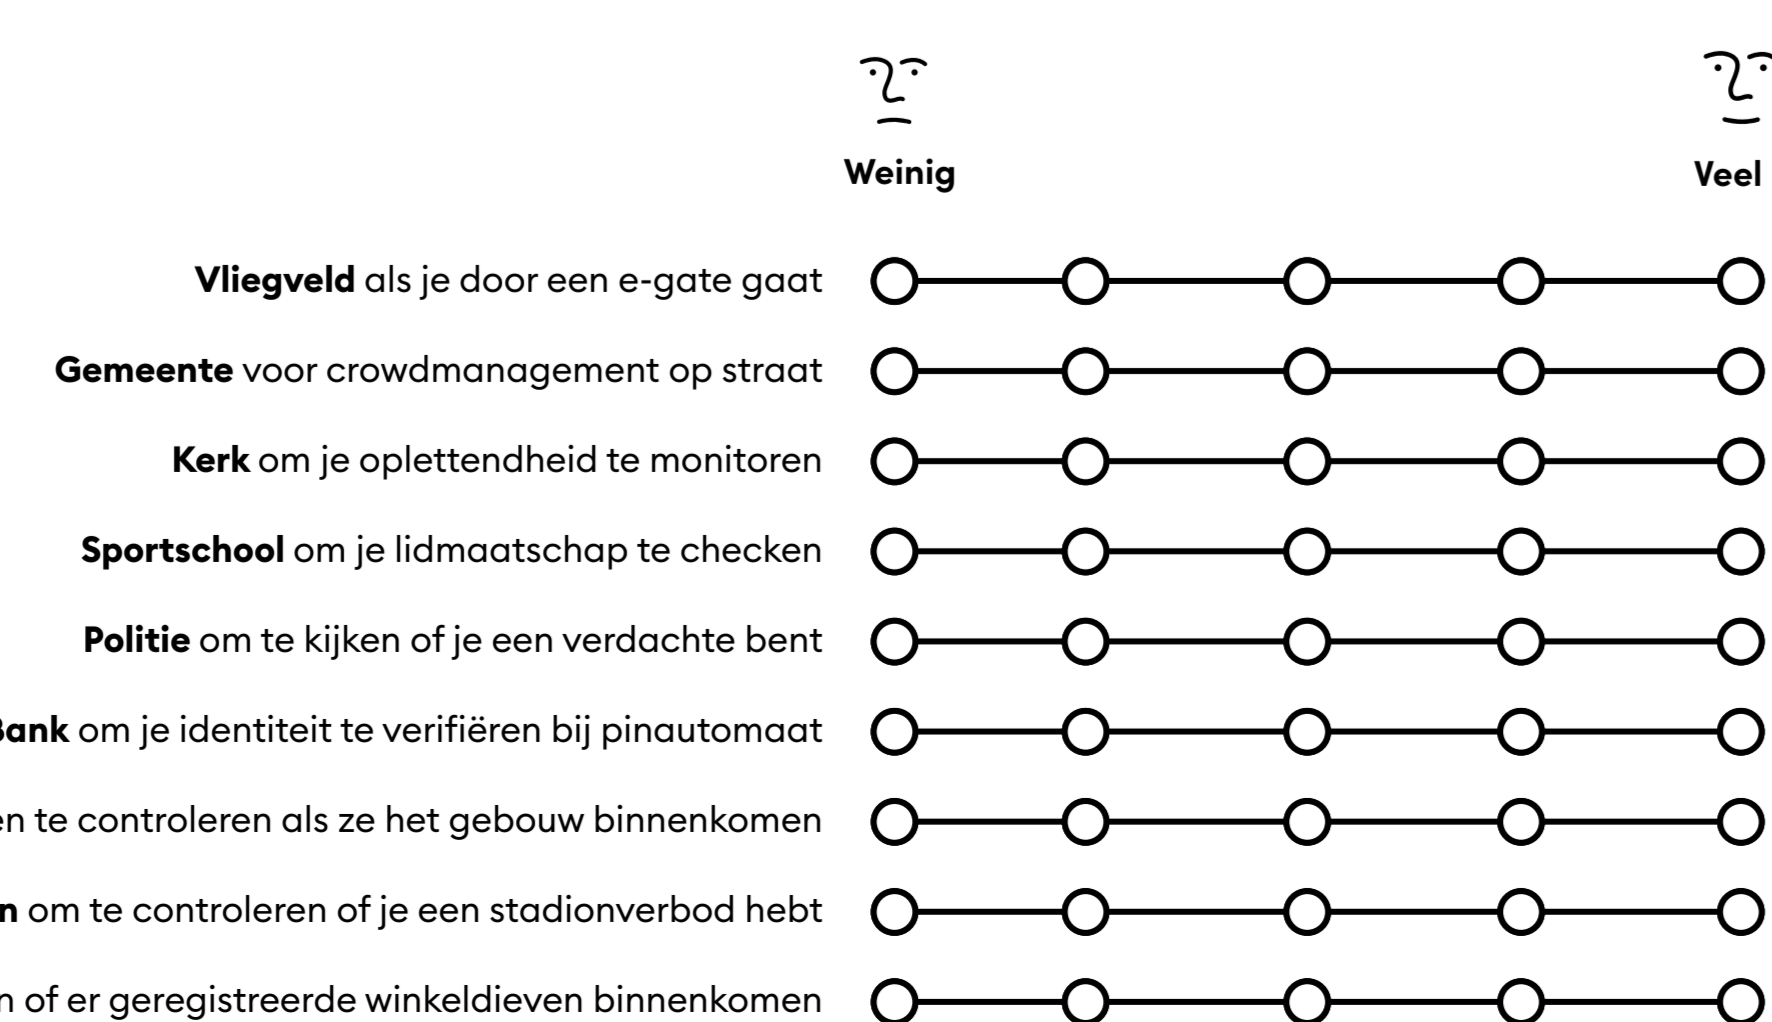 Weinig
Veel
Vliegveld als je door een e-gate gaat
Gemeente voor crowdmanagement op straat
Kerk om je oplettendheid te monitoren
Sportschool om je lidmaatschap te checken
Politie om te kijken of je een verdachte bent
Bank om je identiteit te verifiëren bij pinautomaat
te controleren als ze het gebouw binnenkomen
om te controleren of je een stadionverbod hebt
of er geregistreerde winkeldieven binnenkomen